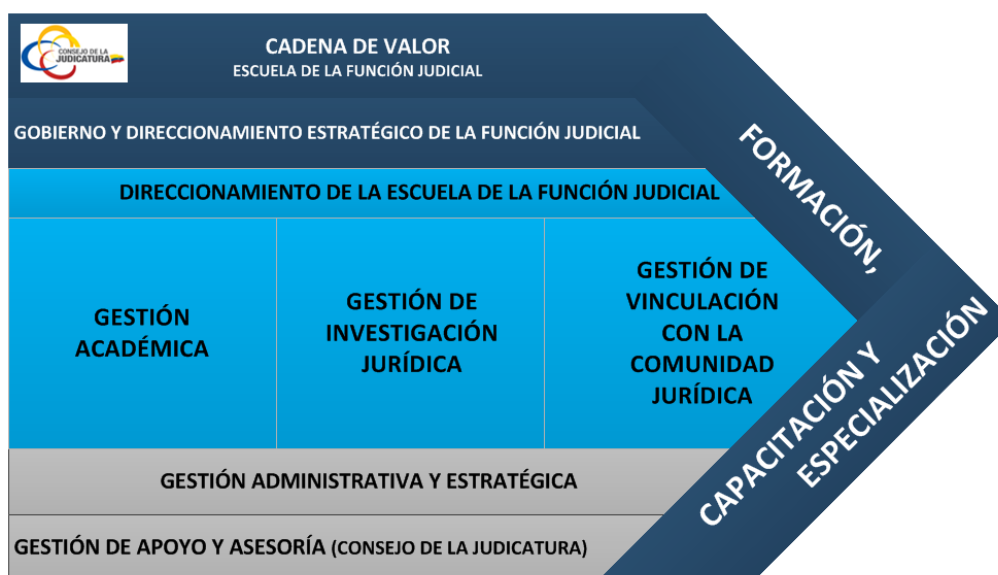 CONSEJO DE LA
JUDICATURA
CADENA DE VALOR
ESCUELA DE LA FUNCIÓN JUDICIAL
GOBIERNO Y DIRECCIONAMIENTO ESTRATÉGICO DE LA FUNCIÓN JUDICIAL
DIRECCIONAMIENTO DE LA ESCUELA DE LA FUNCIÓN JUDICIAL
GESTIÓN
ACADÉMICA
GESTIÓN DE
INVESTIGACIÓN
JURÍDICA
GESTIÓN DE
VINCULACIÓN
CON LA
COMUNIDAD
JURÍDICA
GESTIÓN ADMINISTRATIVA Y ESTRATÉGICA
GESTIÓN DE APOYO Y ASESORÍA (CONSEJO DE LA JUDICATURA)
FORMACIÓN,
CAPACITACIÓN Y
ESPECIALIZACIÓN